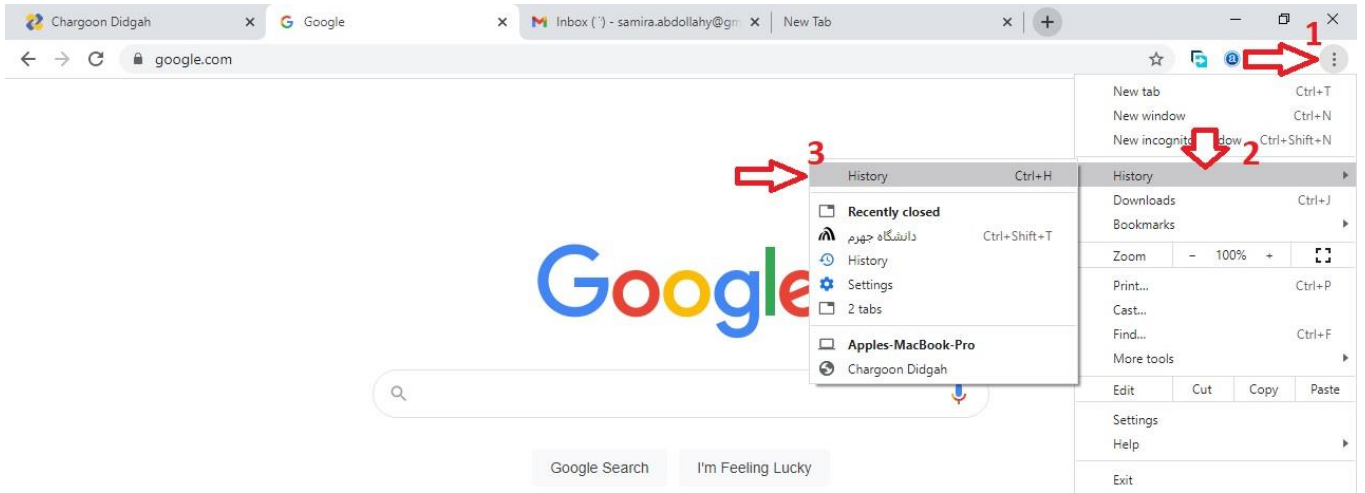 Chargoon Didgah
Google
Inbox (¨) - samira.abdollahy@gm
New Tab
1
google.com
New tab Ctrl+T
New window Ctrl+N
New incognito window Ctrl+Shift+N
2
3
History
History Ctrl+H
Downloads Ctrl+J
Bookmarks
Zoom - 100% +
Print... Ctrl+P
Cast...
Find... Ctrl+F
More tools
Edit Cut Copy Paste
Settings
Help
Exit
Recently closed
دانشگاه جهرم Ctrl+Shift+T
History
Settings
2 tabs
Apples-MacBook-Pro
Chargoon Didgah
Google
Google Search I'm Feeling Lucky